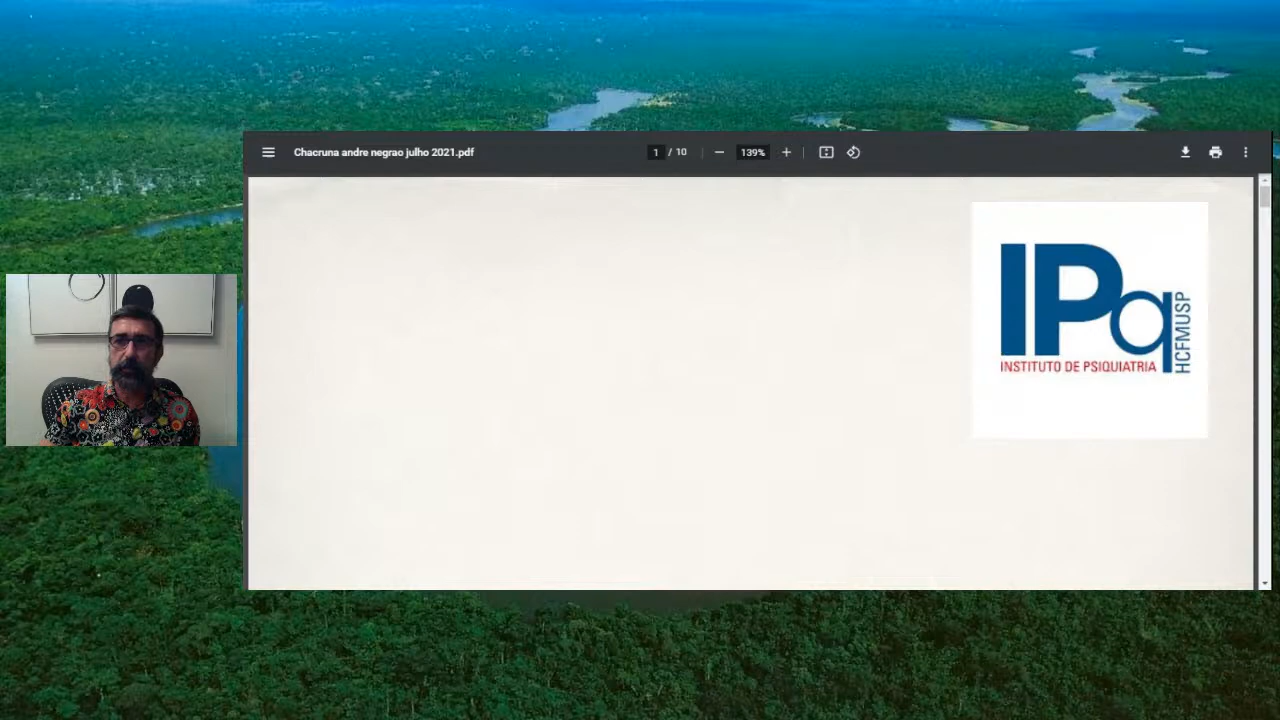 Chacruna andre negrao julho 2021.pdf
1 / 10
139%
IPq
HCFMUSP
INSTITUTO DE PSIQUIATRIA